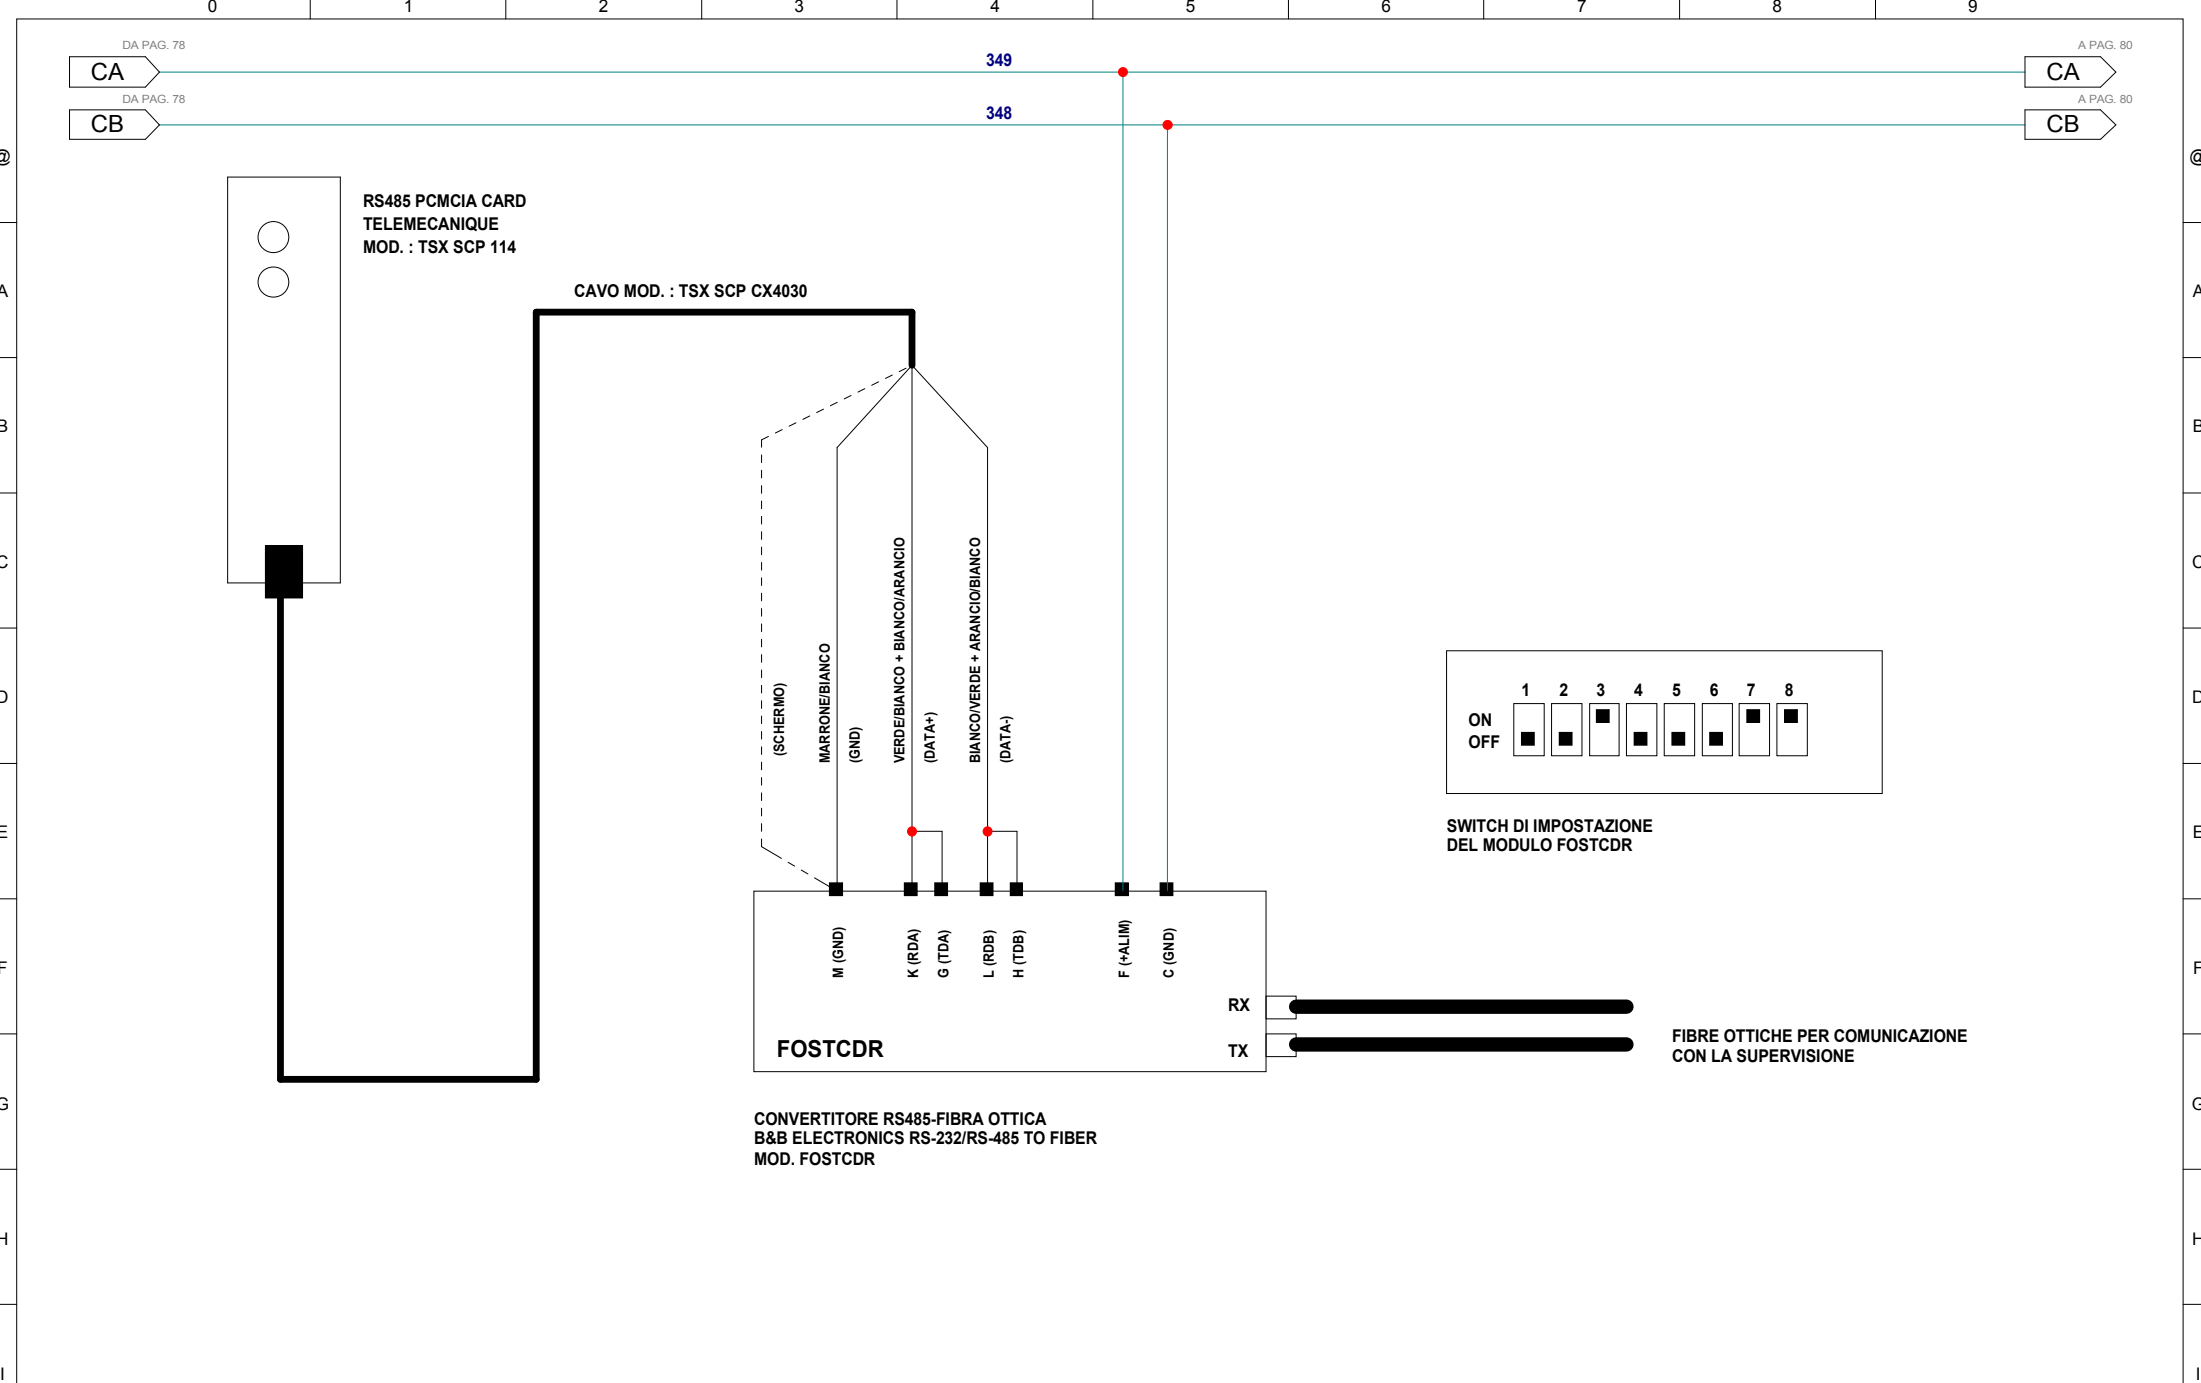 0 1 2 3 4 5 6 7 8 9
DA PAG. 78
A PAG. 80
CA
349
CA
DA PAG. 78
A PAG. 80
CB
348
CB
@
@
RS485 PCMCIA CARD
TELEMECANIQUE
MOD. : TSX SCP 114
A
CAVO MOD. : TSX SCP CX4030
A
B
B
C
C
(SCHERMO)
MARRONE/BIANCO
(GND)
VERDE/BIANCO + BIANCO/ARANCIO
(DATA+)
BIANCO/VERDE + ARANCIO/BIANCO
(DATA-)
D
D
1 2 3 4 5 6 7 8
ON
OFF
SWITCH DI IMPOSTAZIONE
DEL MODULO FOSTCDR
E
E
M (GND)
K (RDA)
G (TDA)
L (RDB)
H (TDB)
F (+ALIM)
C (GND)
F
F
RX
FOSTCDR
TX
FIBRE OTTICHE PER COMUNICAZIONE
CON LA SUPERVISIONE
G
G
CONVERTITORE RS485-FIBRA OTTICA
B&B ELECTRONICS RS-232/RS-485 TO FIBER
MOD. FOSTCDR
H
H
I
I